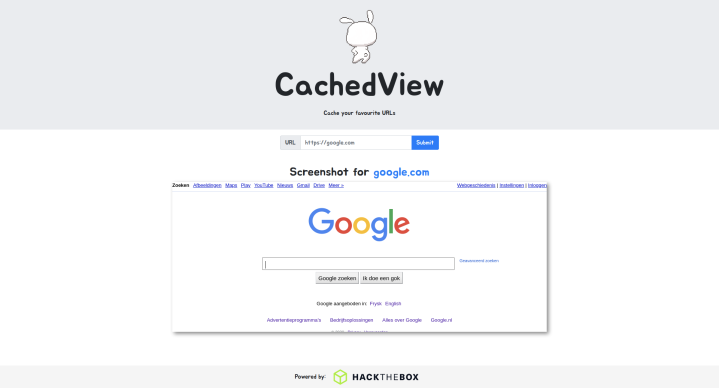 CachedView
Cache your favourite URLs
URL https://google.com Submit
Screenshot for google.com
Zoeken Afbeeldingen Maps Play YouTube Nieuws Gmail Drive Meer » Webgeschiedenis | Instellingen | Inloggen
Google
Geavanceerd zoeken
Google zoeken Ik doe een gok
Google aangeboden in: Frysk English
Advertentieprogramma's Bedrijfsoplossingen Alles over Google Google.nl
Powered by: HACKTHEBOX